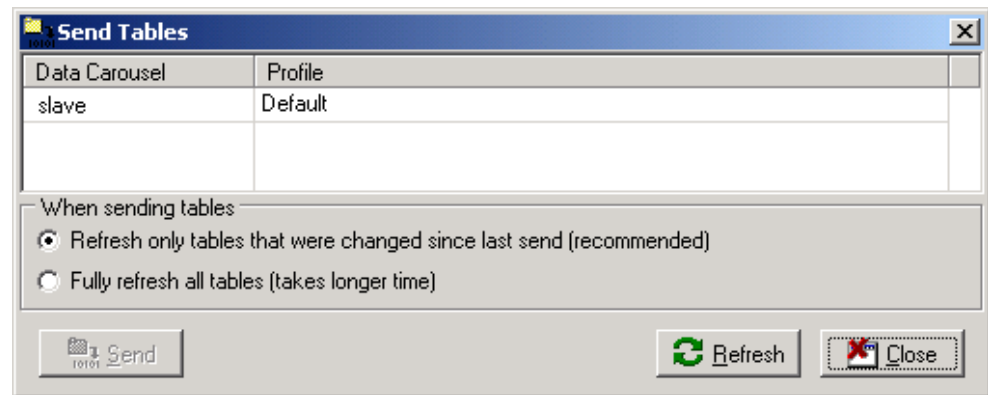 Send Tables
Data Carousel Profile
slave Default
When sending tables
Refresh only tables that were changed since last send (recommended)
Fully refresh all tables (takes longer time)
10101 Send Refresh Close